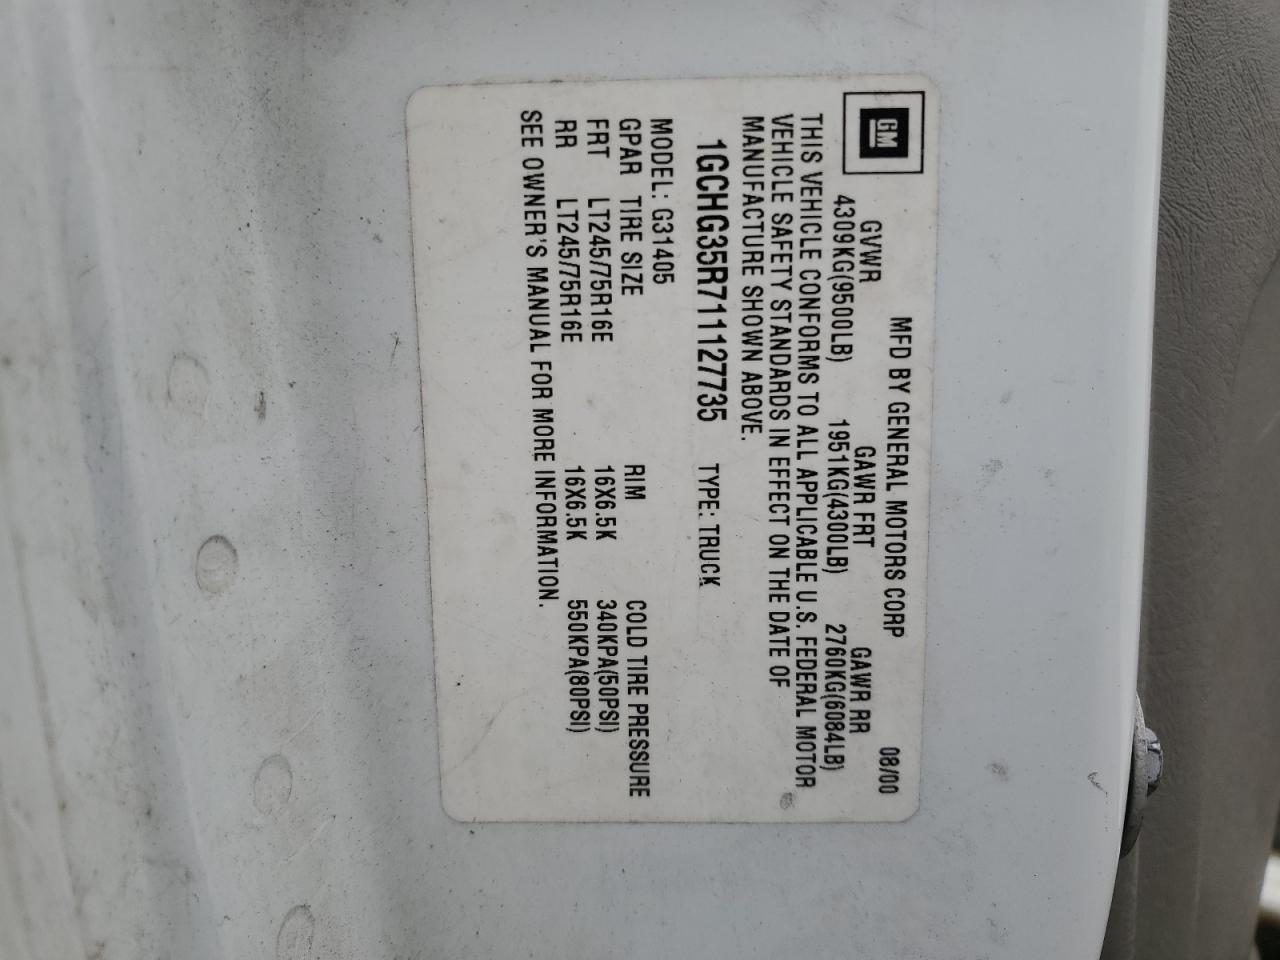 GM
MFD BY GENERAL MOTORS CORP 08/00
GVWR GAWR FRT GAWR RR
4309KG(9500LB) 1951KG(4300LB) 2760KG(6084LB)
THIS VEHICLE CONFORMS TO ALL APPLICABLE U.S. FEDERAL MOTOR
VEHICLE SAFETY STANDARDS IN EFFECT ON THE DATE OF
MANUFACTURE SHOWN ABOVE.
1GCHG35R711127735 TYPE: TRUCK
MODEL: G31405
GPAR TIRE SIZE RIM COLD TIRE PRESSURE
FRT LT245/75R16E 16X6.5K 340KPA(50PSI)
RR LT245/75R16E 16X6.5K 550KPA(80PSI)
SEE OWNER'S MANUAL FOR MORE INFORMATION.